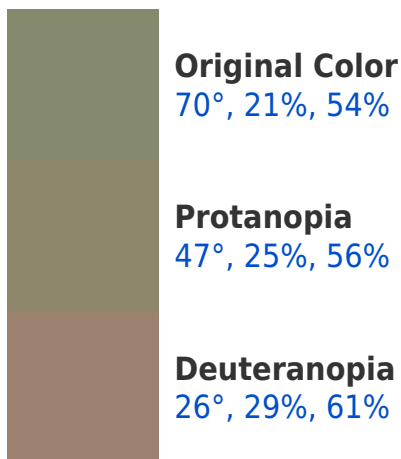 Original Color
70°, 21%, 54%
Protanopia
47°, 25%, 56%
Deuteranopia
26°, 29%, 61%